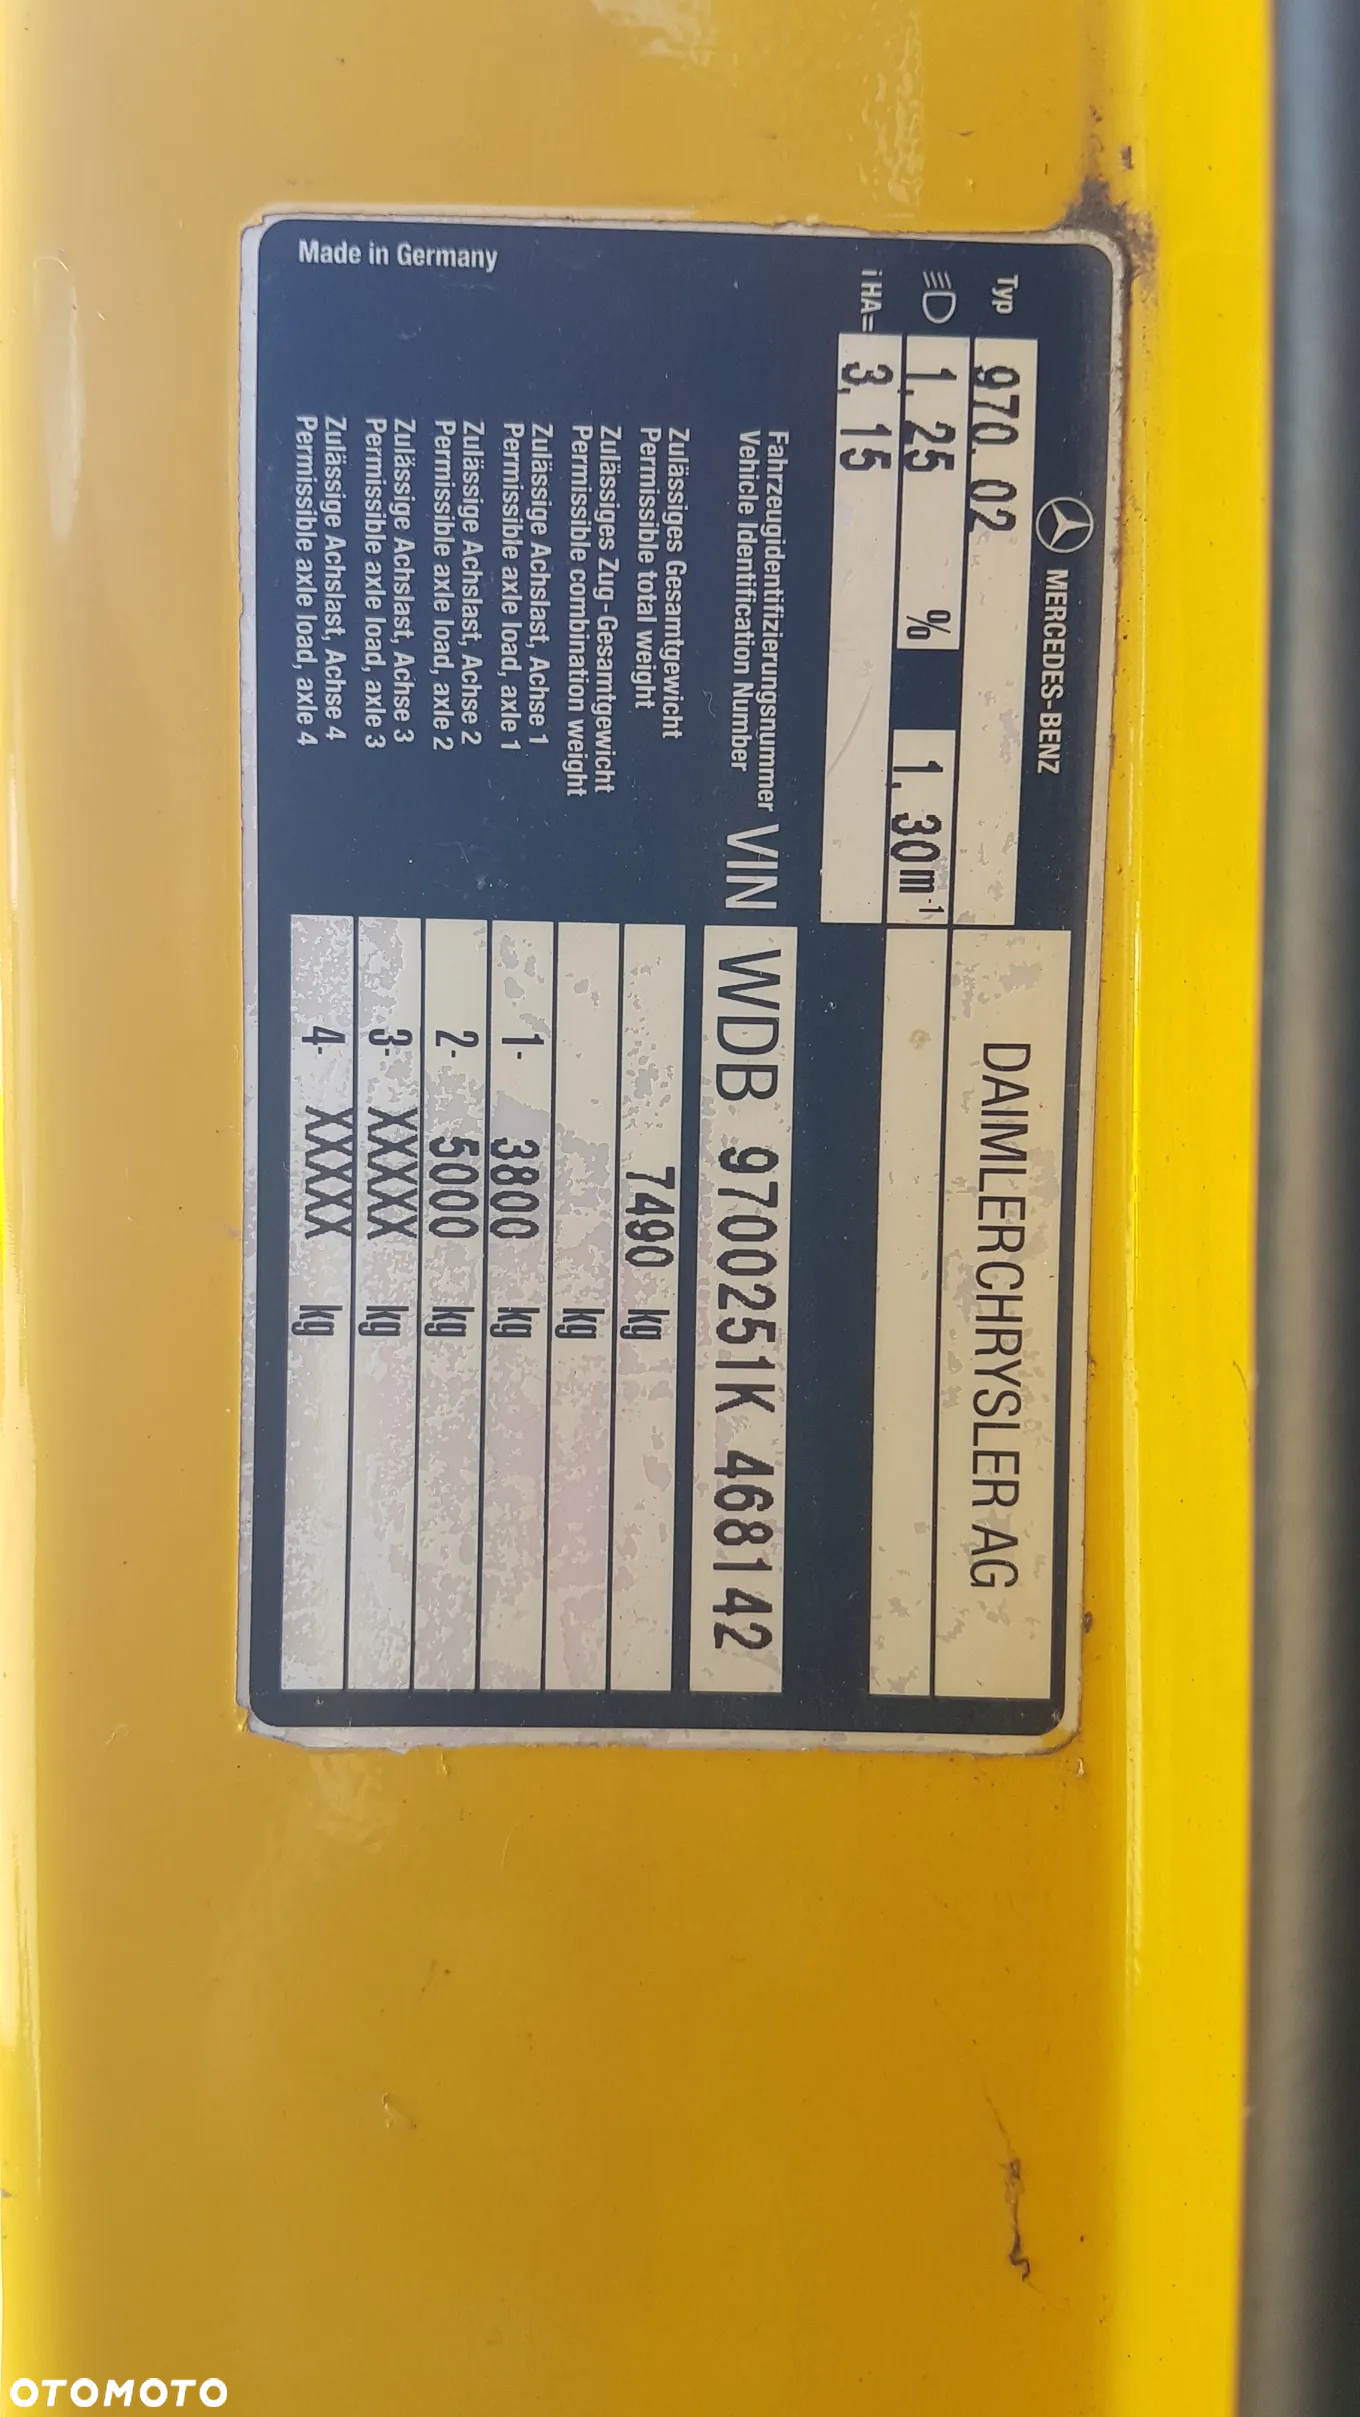 MERCEDES-BENZ
DAIMLERCHRYSLER AG
Typ 970. 02
1, 25 % 1, 30m-1
i HA= 3, 15
Fahrzeugidentifizierungsnummer
Vehicle Identification Number
VIN WDB 9700251K 468142
Zulässiges Gesamtgewicht
Permissible total weight
7490 kg
Zulässiges Zug-Gesamtgewicht
Permissible combination weight
kg
Zulässige Achslast, Achse 1
Permissible axle load, axle 1
1- 3800 kg
Zulässige Achslast, Achse 2
Permissible axle load, axle 2
2- 5000 kg
Zulässige Achslast, Achse 3
Permissible axle load, axle 3
3- XXXXX kg
Zulässige Achslast, Achse 4
Permissible axle load, axle 4
4- XXXXX kg
Made in Germany
OTOMOTO